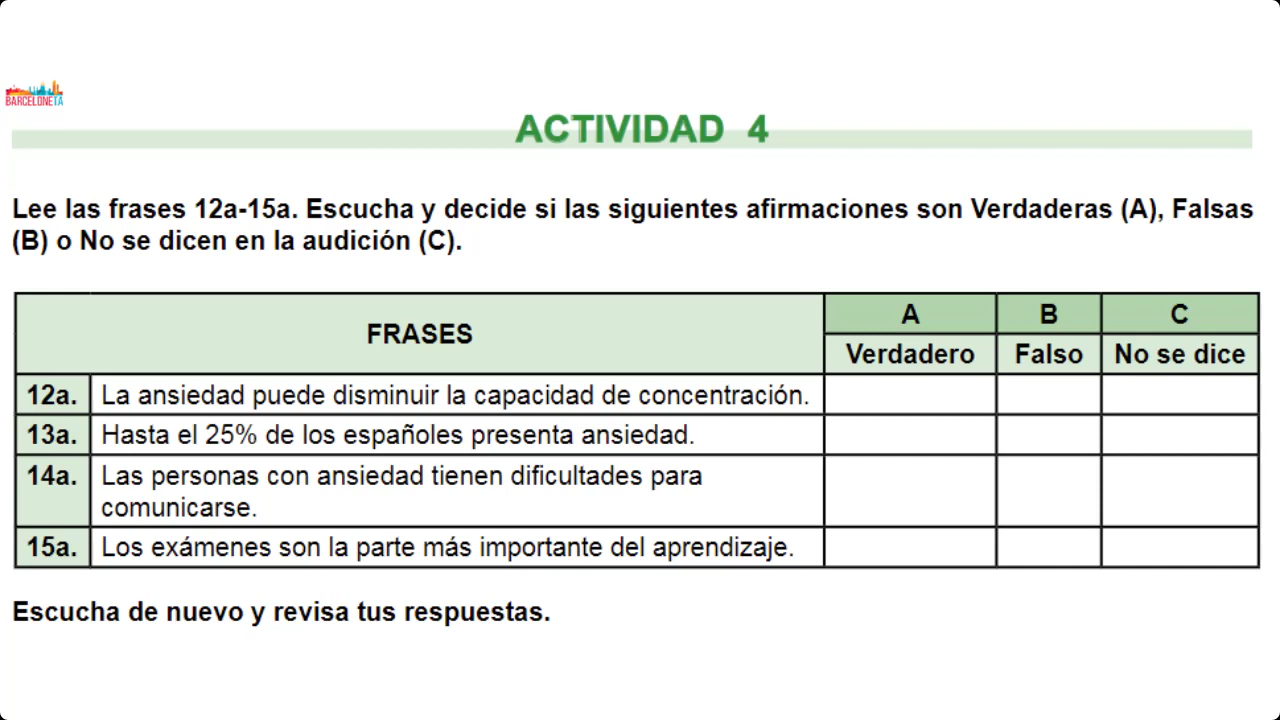 BARCELONETA
ACTIVIDAD 4
Lee las frases 12a-15a. Escucha y decide si las siguientes afirmaciones son Verdaderas (A), Falsas
(B) o No se dicen en la audición (C).
FRASES
A B C
Verdadero Falso No se dice
12a. La ansiedad puede disminuir la capacidad de concentración.
13a. Hasta el 25% de los españoles presenta ansiedad.
14a. Las personas con ansiedad tienen dificultades para
comunicarse.
15a. Los exámenes son la parte más importante del aprendizaje.
Escucha de nuevo y revisa tus respuestas.